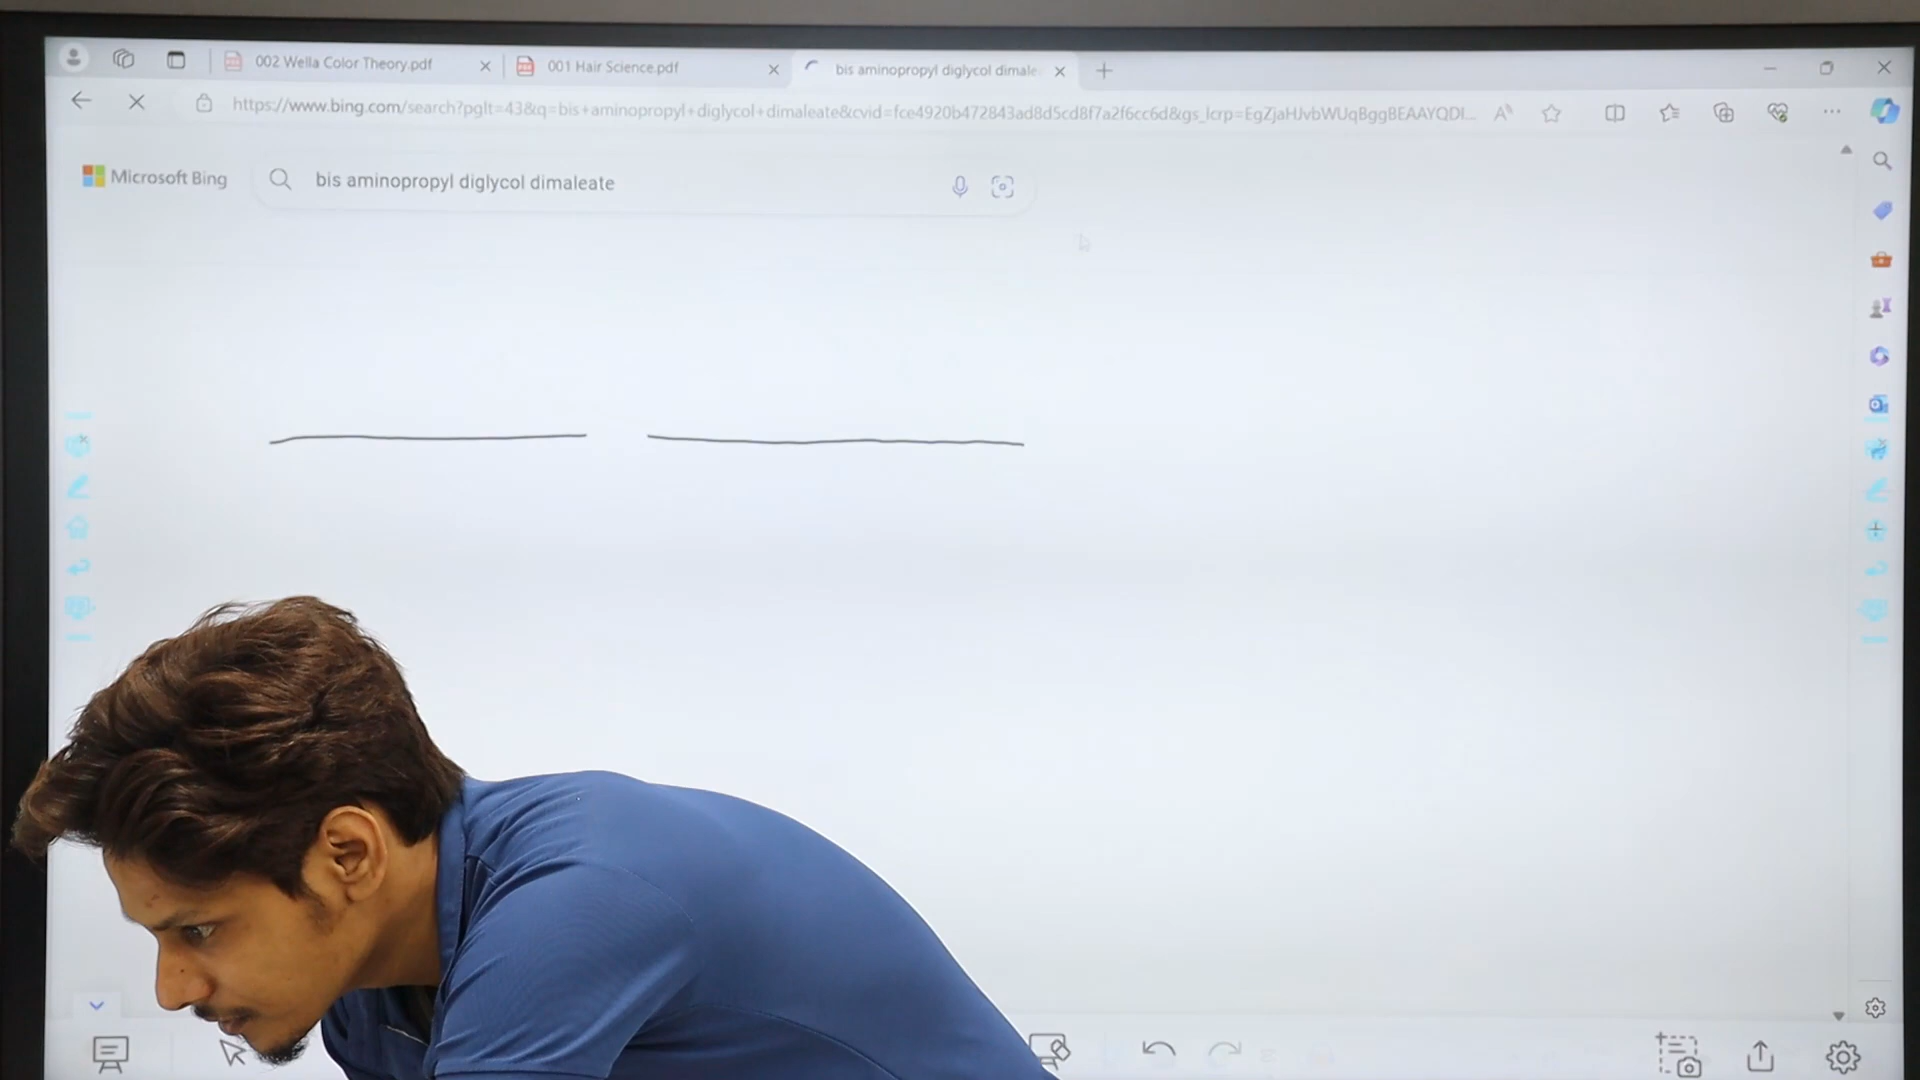 002 Wella Color Theory.pdf
001 Hair Science.pdf
bis aminopropyl diglycol dimale
https://www.bing.com/search?pglt=43&q=bis+aminopropyl+diglycol+dimaleate&cvid=fce4920b472843ad8d5cd8f7a2f6cc6d&gs_lcrp=EgZjaHJvbWUqBggBEAAYQDI...
Microsoft Bing
bis aminopropyl diglycol dimaleate